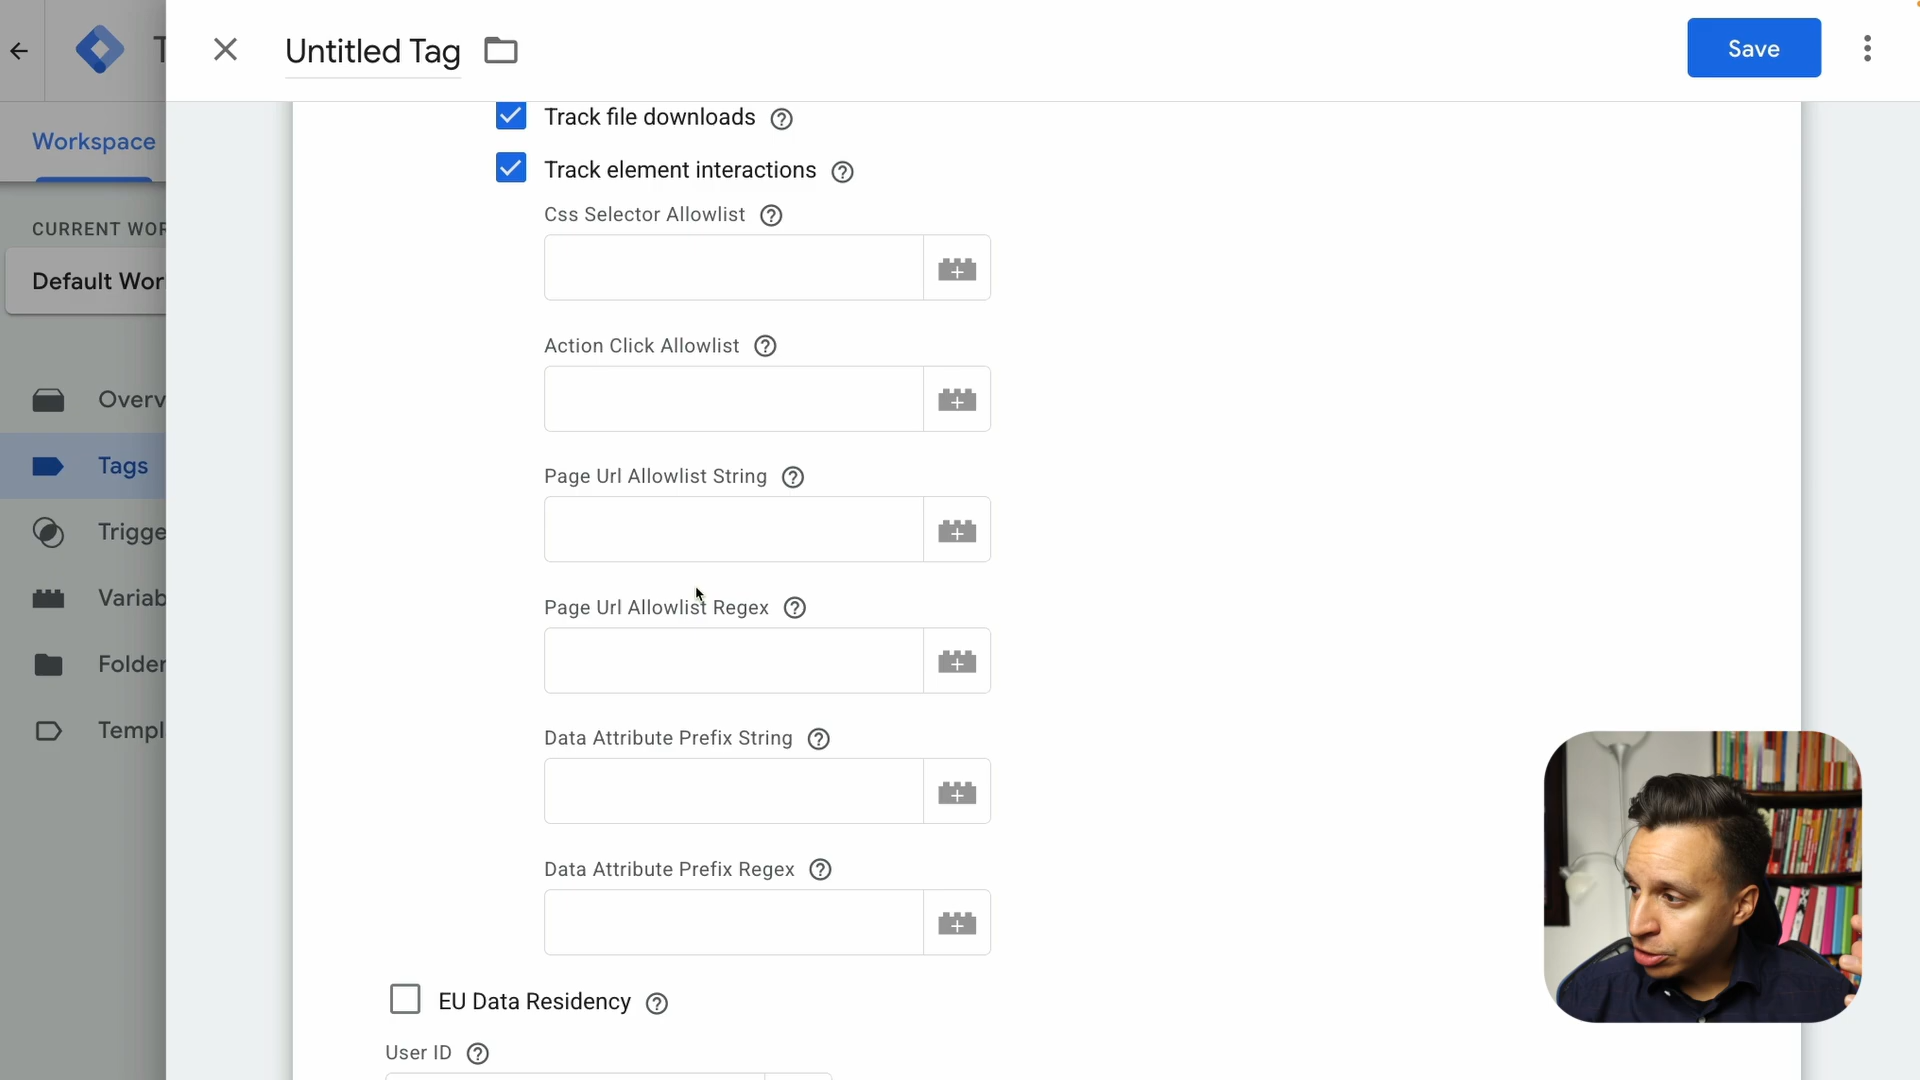 T
Untitled Tag
Save
Workspace
Track file downloads
Track element interactions
CURRENT WOR
Default Wor
Css Selector Allowlist
Action Click Allowlist
Overv
Tags
Page Url Allowlist String
Trigge
Variab
Page Url Allowlist Regex
Folder
Templ
Data Attribute Prefix String
Data Attribute Prefix Regex
EU Data Residency
User ID